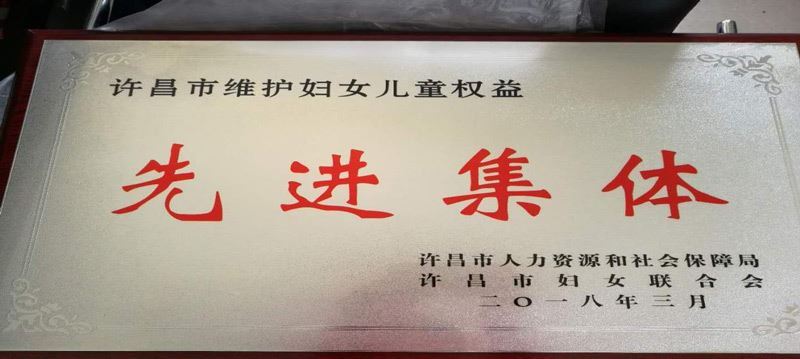 许昌市维护妇女儿童权益
先进集体
许昌市人力资源和社会保障局
许昌市妇女联合会
二〇一八年三月